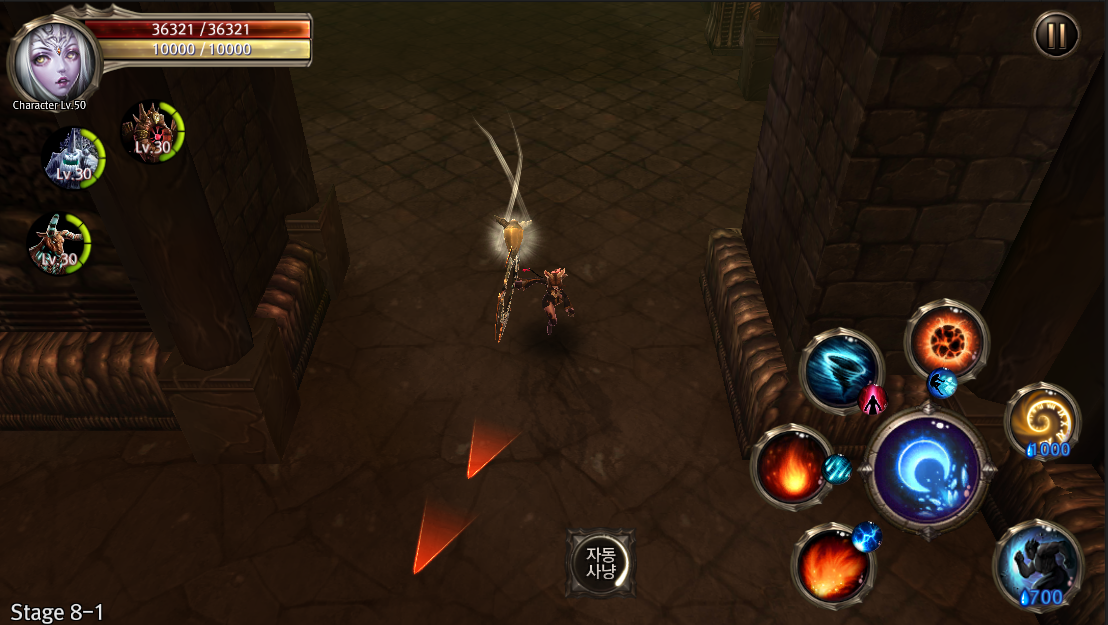 36321 /36321
10000 / 10000
Character Lv.50
Lv.30
Lv.30
Lv.30
1000
자동
사냥
700
Stage 8-1